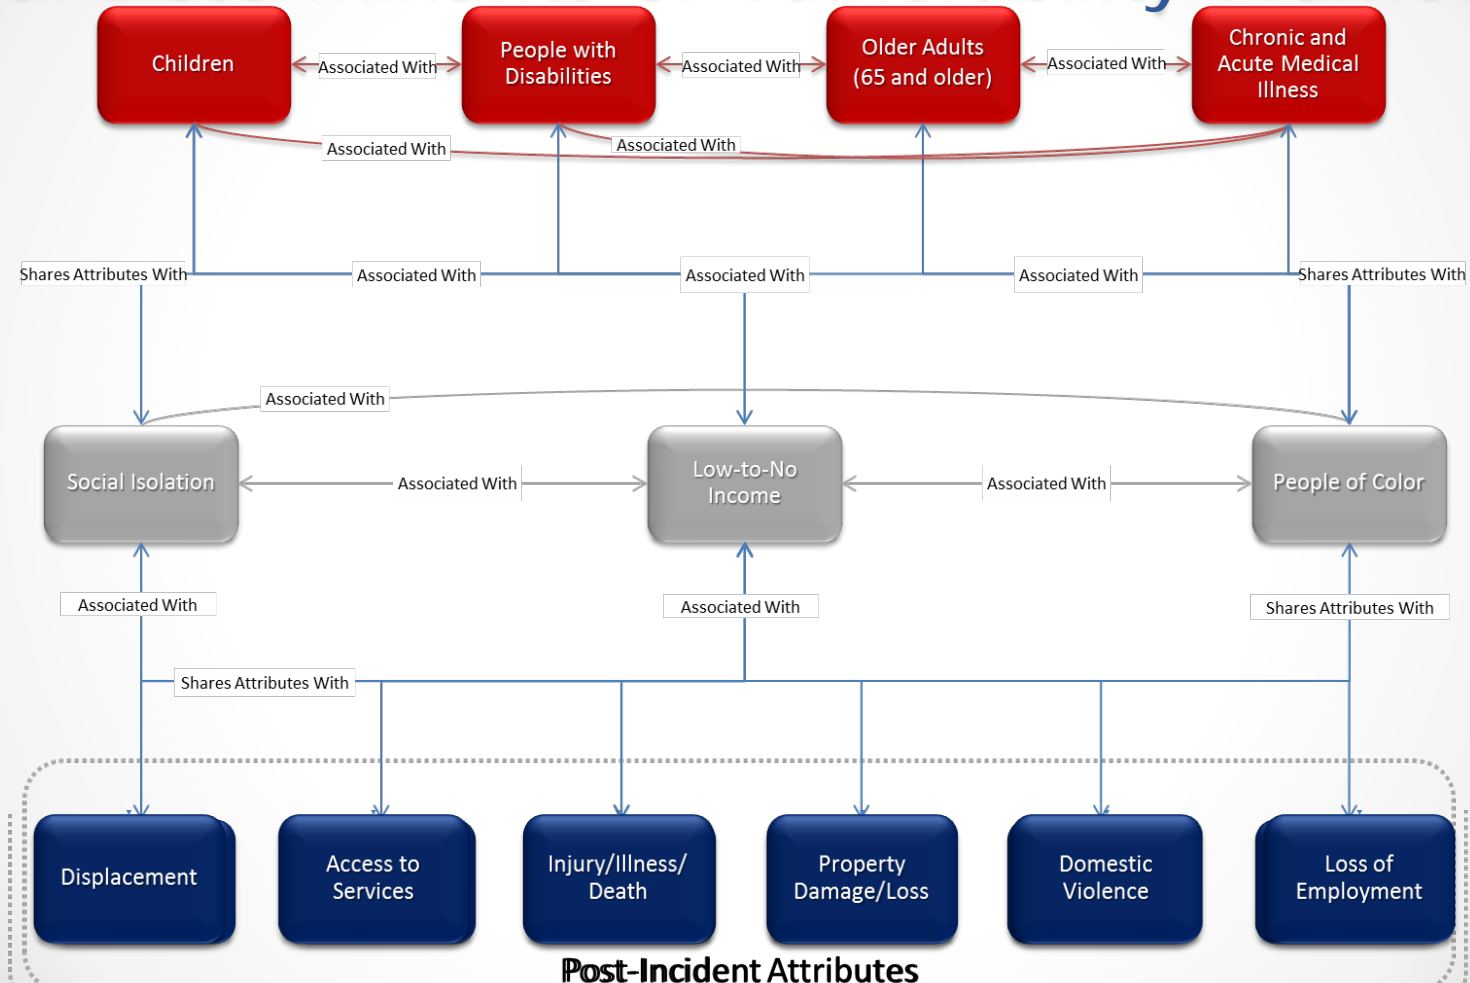 Children
Associated With
People with
Disabilities
Associated With
Older Adults
(65 and older)
Associated With
Chronic and
Acute Medical
Illness
Associated With
Associated With
Shares Attributes With
Associated With
Associated With
Associated With
Shares Attributes With
Associated With
Social Isolation
Associated With
Low-to-No
Income
Associated With
People of Color
Associated With
Associated With
Shares Attributes With
Shares Attributes With
Displacement
Access to
Services
Injury/Illness/
Death
Property
Damage/Loss
Domestic
Violence
Loss of
Employment
Post-Incident Attributes